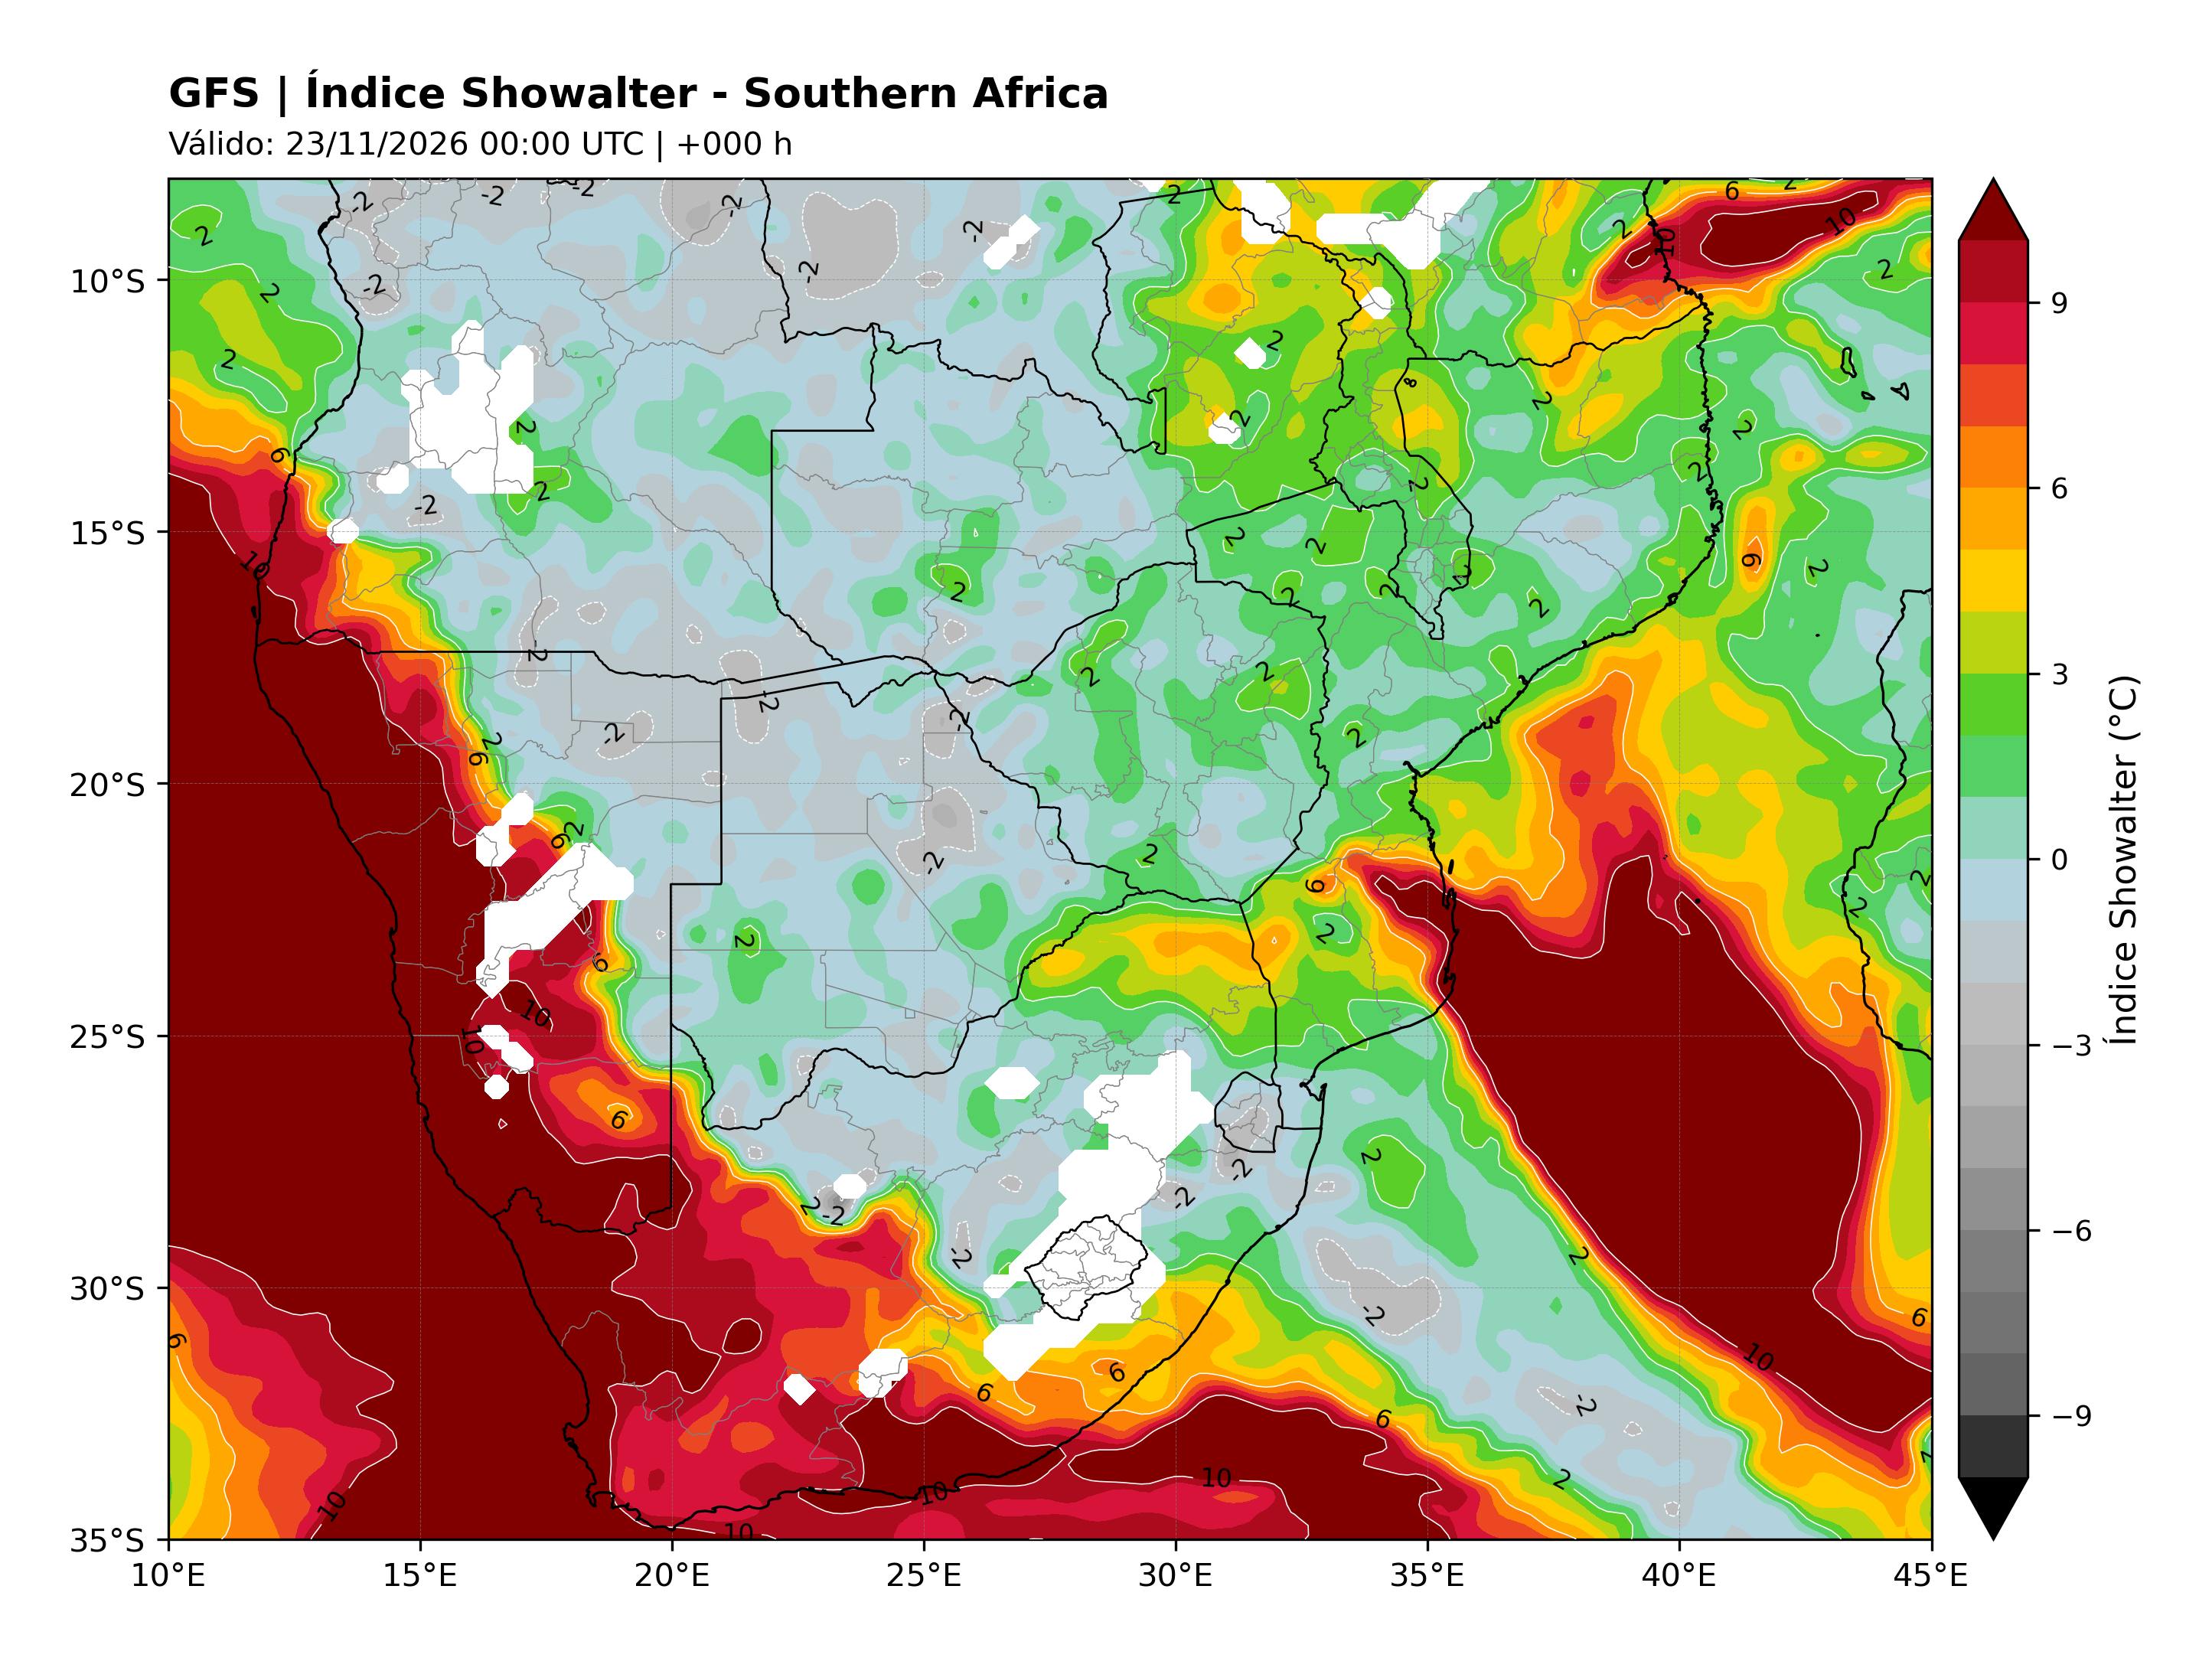 GFS | Índice Showalter - Southern Africa
Válido: 23/11/2026 00:00 UTC | +000 h
10°S
15°S
20°S
25°S
30°S
35°S
10°E
15°E
20°E
25°E
30°E
35°E
40°E
45°E
9
6
3
0
−3
−6
−9
Índice Showalter (°C)